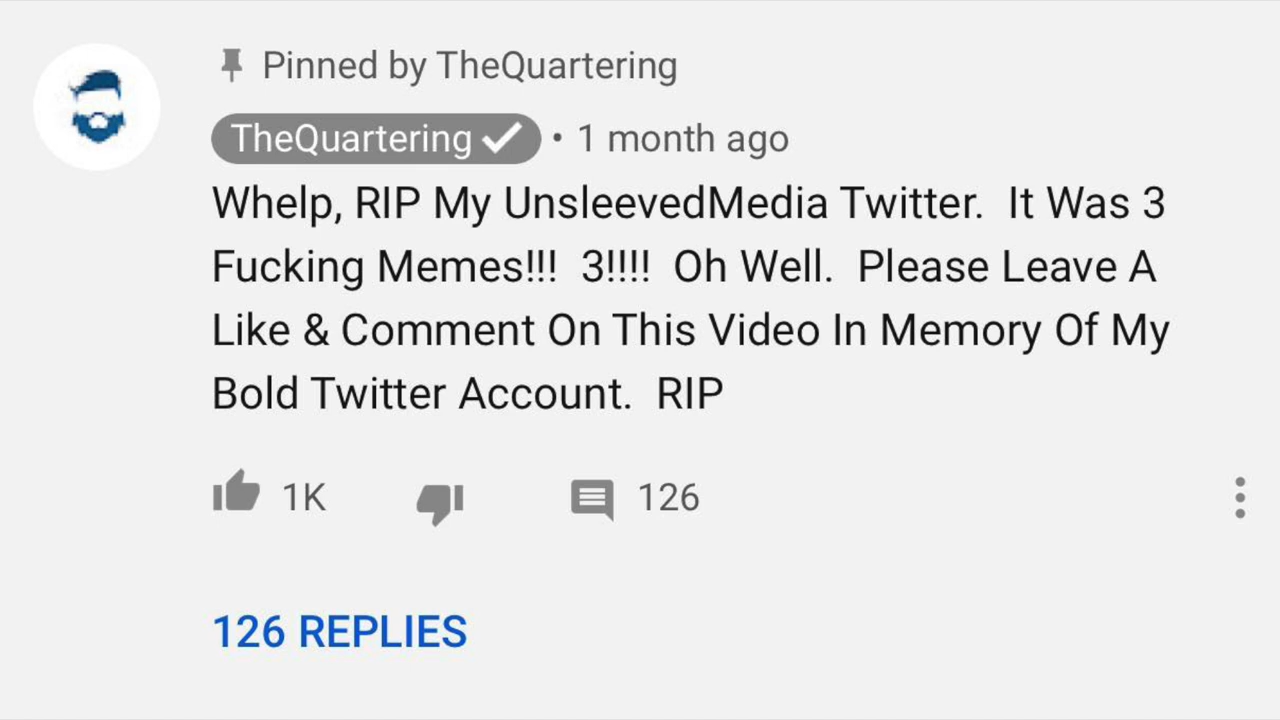 Pinned by TheQuartering
TheQuartering • 1 month ago
Whelp, RIP My UnsleevedMedia Twitter.  It Was 3
Fucking Memes!!!  3!!!!  Oh Well.  Please Leave A
Like & Comment On This Video In Memory Of My
Bold Twitter Account.  RIP
1K 126
126 REPLIES